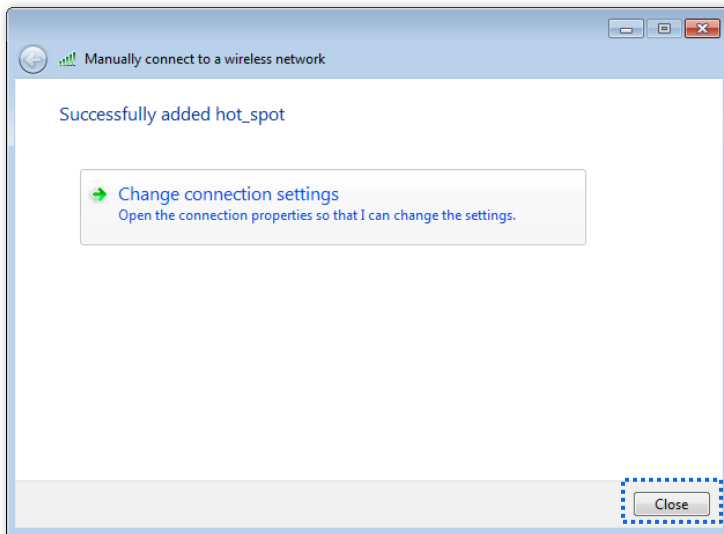 Manually connect to a wireless network
Successfully added hot_spot
Change connection settings
Open the connection properties so that I can change the settings.
Close